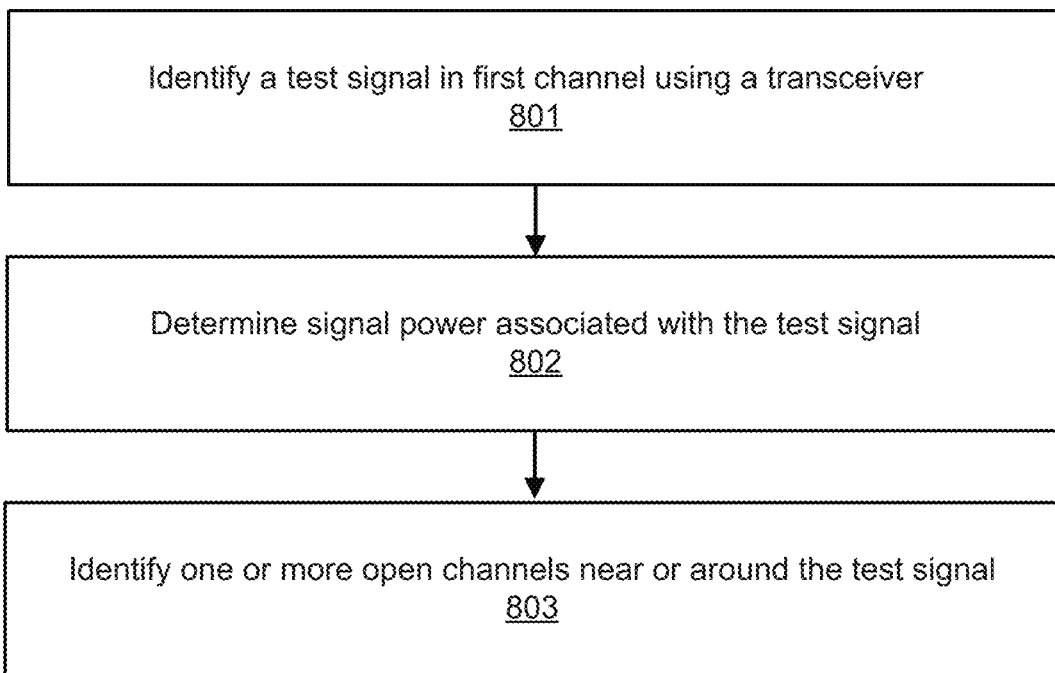 Identify a test signal in first channel using a transceiver
801
Determine signal power associated with the test signal
802
Identify one or more open channels near or around the test signal
803